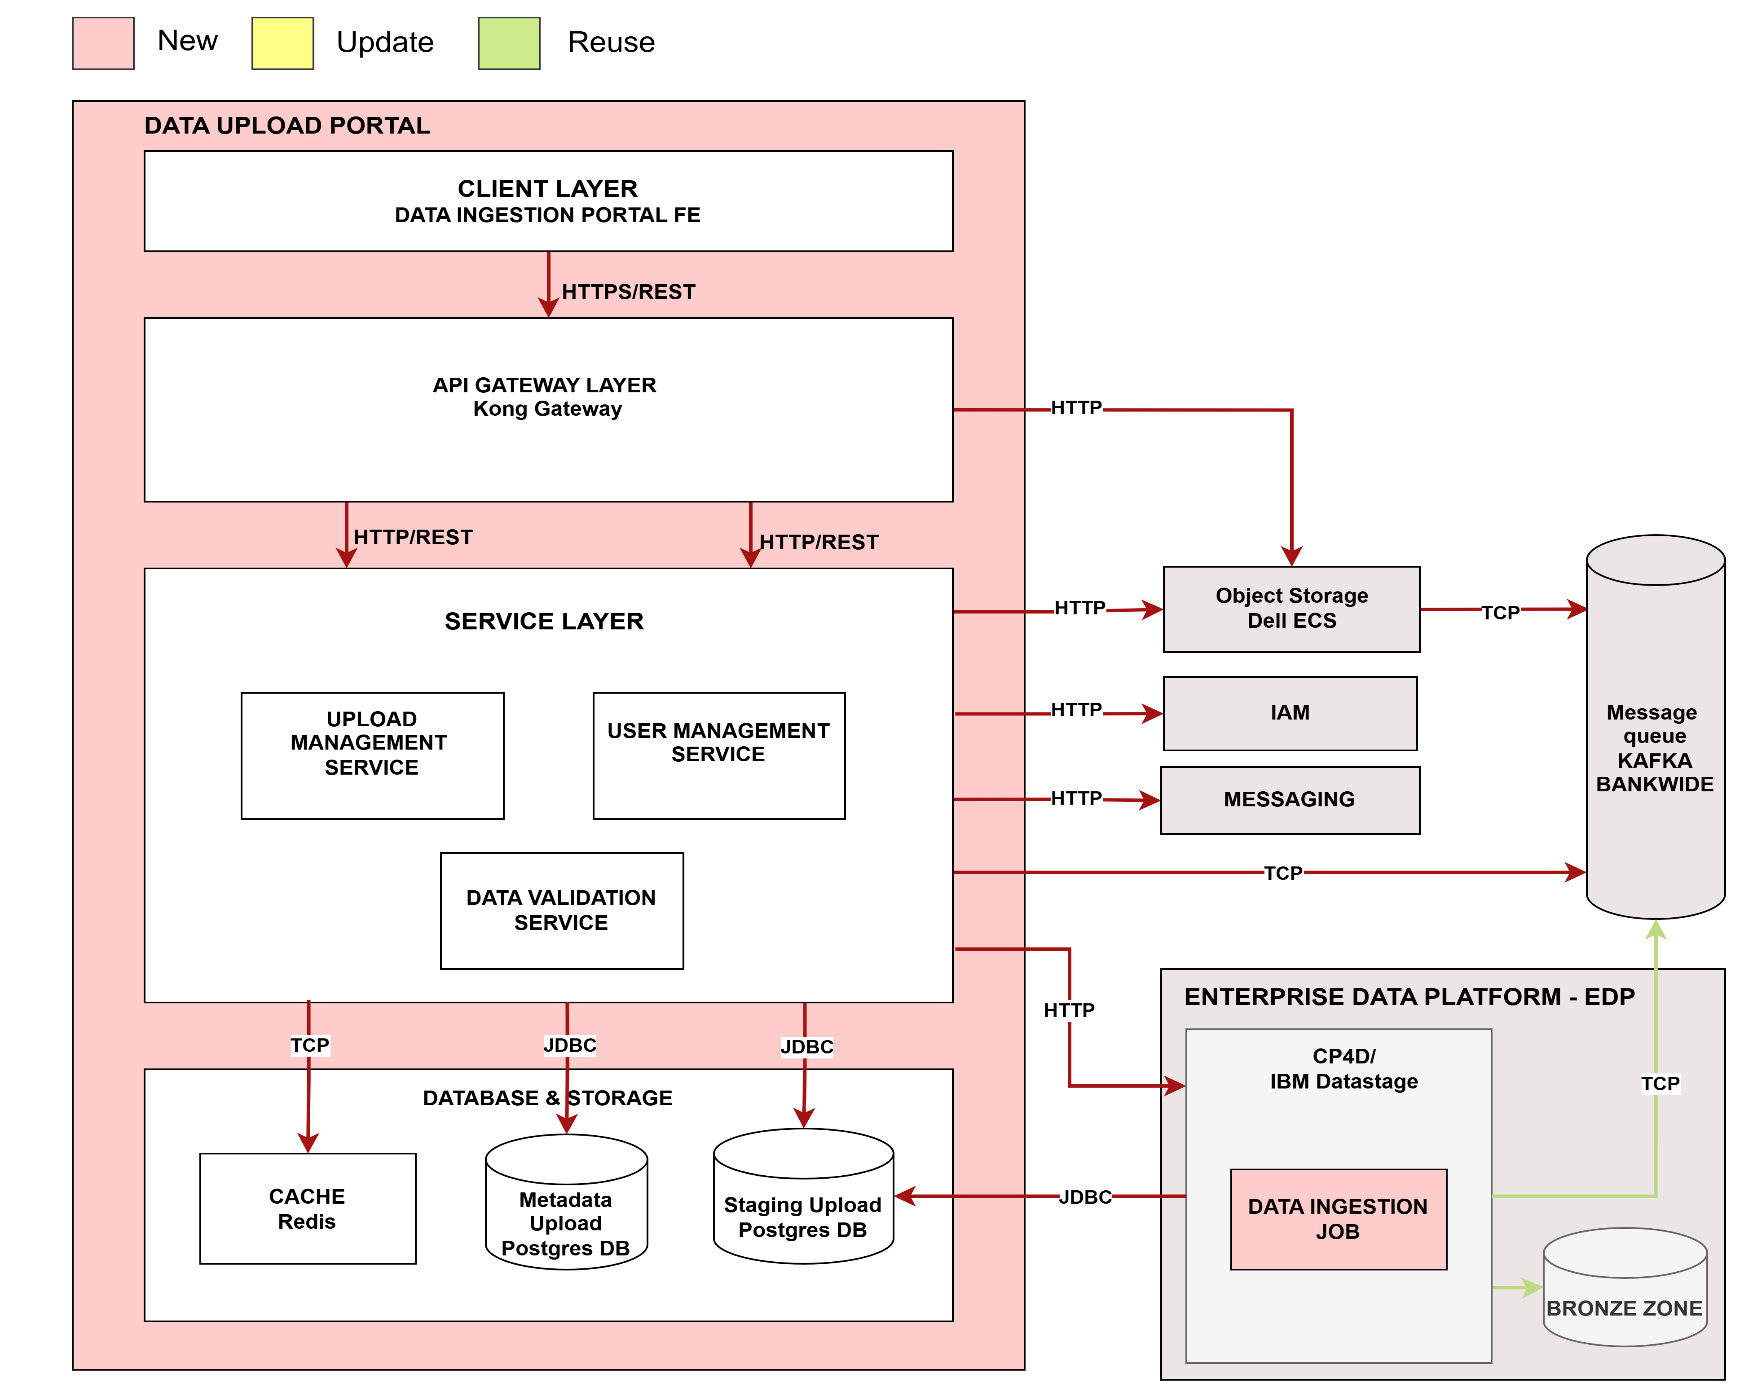 New
Update
Reuse
DATA UPLOAD PORTAL
CLIENT LAYER
DATA INGESTION PORTAL FE
HTTPS/REST
API GATEWAY LAYER
Kong Gateway
HTTP
HTTP/REST
HTTP/REST
SERVICE LAYER
UPLOAD
MANAGEMENT
SERVICE
USER MANAGEMENT
SERVICE
DATA VALIDATION
SERVICE
HTTP
Object Storage
Dell ECS
TCP
HTTP
IAM
HTTP
MESSAGING
TCP
Message
queue
KAFKA
BANKWIDE
HTTP
TCP
JDBC
JDBC
DATABASE & STORAGE
CACHE
Redis
Metadata
Upload
Postgres DB
Staging Upload
Postgres DB
JDBC
ENTERPRISE DATA PLATFORM - EDP
CP4D/
IBM Datastage
DATA INGESTION
JOB
TCP
BRONZE ZONE